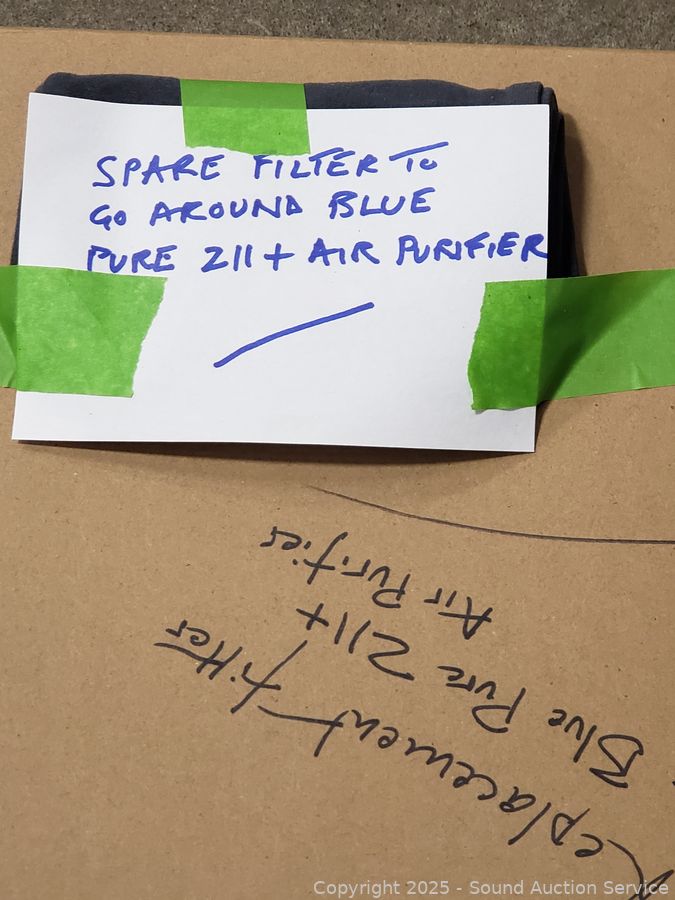 SPARE FILTER TO
GO AROUND BLUE
PURE 211+ AIR PURIFIER
Replacement filter
Blue Pure 211+
Air Purifier
Copyright 2025 - Sound Auction Service